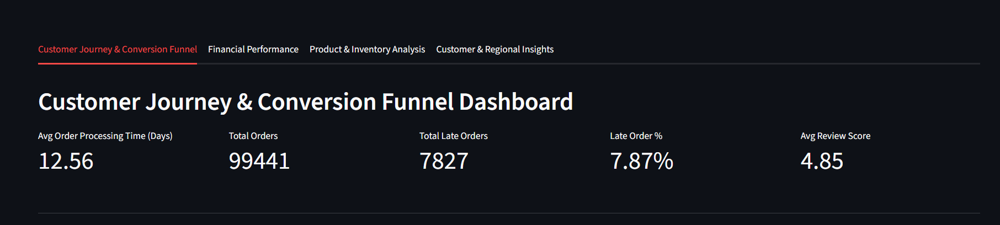 Customer Journey & Conversion Funnel Financial Performance Product & Inventory Analysis Customer & Regional Insights
Customer Journey & Conversion Funnel Dashboard
Avg Order Processing Time (Days) Total Orders Total Late Orders Late Order % Avg Review Score
12.56 99441 7827 7.87% 4.85